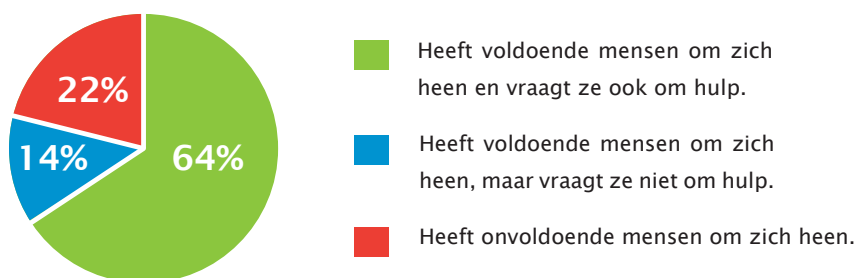 22%
14%
64%
Heeft voldoende mensen om zich
heen en vraagt ze ook om hulp.
Heeft voldoende mensen om zich
heen, maar vraagt ze niet om hulp.
Heeft onvoldoende mensen om zich heen.